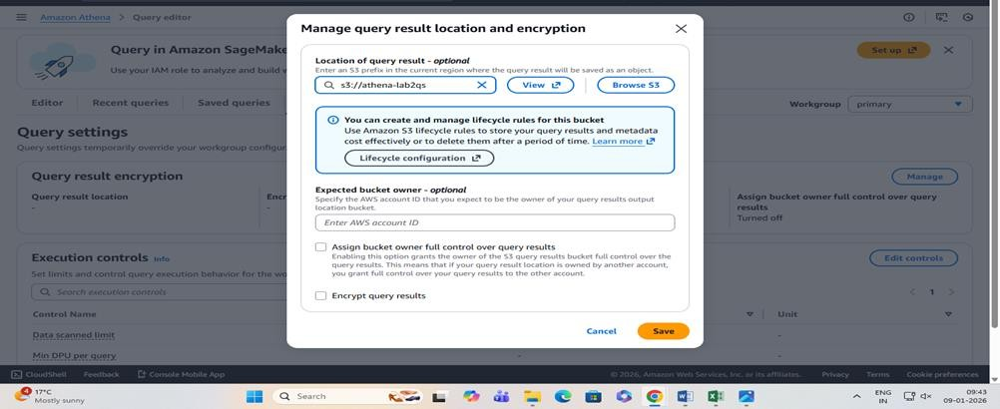 Amazon Athena > Query editor
Query in Amazon SageMake
Use your IAM role to analyze and build w
Set up
Editor
Recent queries
Saved queries
Workgroup
primary
Query settings
Query settings temporarily override your workgroup configur
Query result encryption
Manage
Query result location
-
Encr
-
Assign bucket owner full control over query
results
Turned off
Execution controls Info
Edit controls
Set limits and control query execution behavior for the wo
Search execution controls
1
Control Name
Unit
Data scanned limit
-
Min DPU per query
-
-
Manage query result location and encryption
Location of query result - optional
Enter an S3 prefix in the current region where the query result will be saved as an object.
s3://athena-lab2qs
View
Browse S3
You can create and manage lifecycle rules for this bucket
Use Amazon S3 lifecycle rules to store your query results and metadata
cost effectively or to delete them after a period of time. Learn more
Lifecycle configuration
Expected bucket owner - optional
Specify the AWS account ID that you expect to be the owner of your query results output
location bucket.
Enter AWS account ID
Assign bucket owner full control over query results
Enabling this option grants the owner of the S3 query results bucket full control over the
query results. This means that if your query result location is owned by another account,
you grant full control over your query results to the other account.
Encrypt query results
Cancel
Save
CloudShell Feedback Console Mobile App
© 2026, Amazon Web Services, Inc. or its affiliates. Privacy Terms Cookie preferences
4
17°C
Mostly sunny
Search
ENG
IN
09:43
09-01-2026